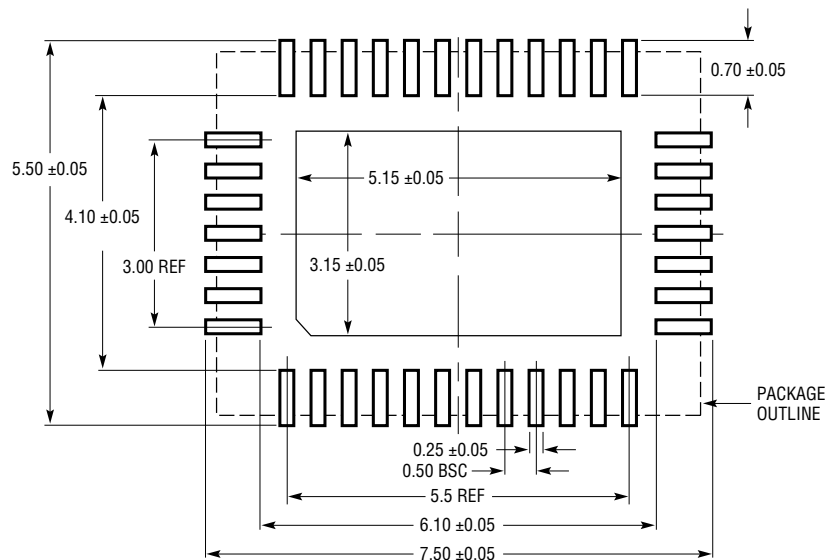 0.70 ±0.05
5.50 ±0.05
5.15 ±0.05
4.10 ±0.05
3.00 REF
3.15 ±0.05
PACKAGE
OUTLINE
0.25 ±0.05
0.50 BSC
5.5 REF
6.10 ±0.05
7.50 ±0.05